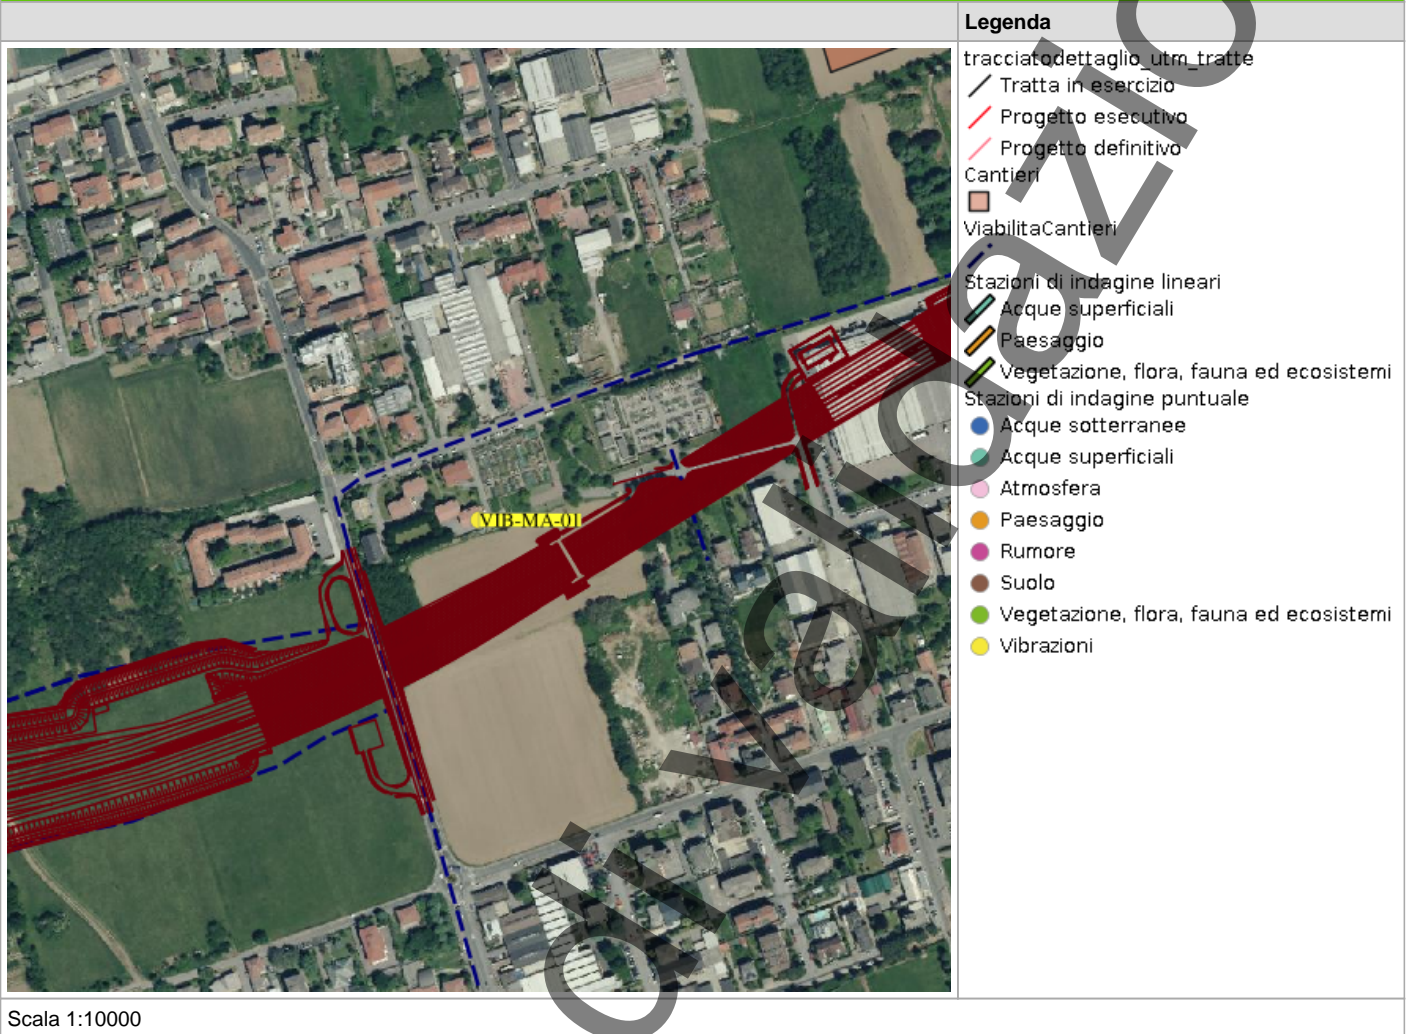 Legenda
tracciatodettaglio_utm_tratte
Tratta in esercizio
Progetto esecutivo
Progetto definitivo
Cantieri
ViabilitaCantieri
Stazioni di indagine lineari
Acque superficiali
Paesaggio
Vegetazione, flora, fauna ed ecosistemi
Stazioni di indagine puntuale
Acque sotterranee
Acque superficiali
Atmosfera
Paesaggio
Rumore
Suolo
Vegetazione, flora, fauna ed ecosistemi
Vibrazioni
VIB-MA-01
di validazio
Scala 1:10000